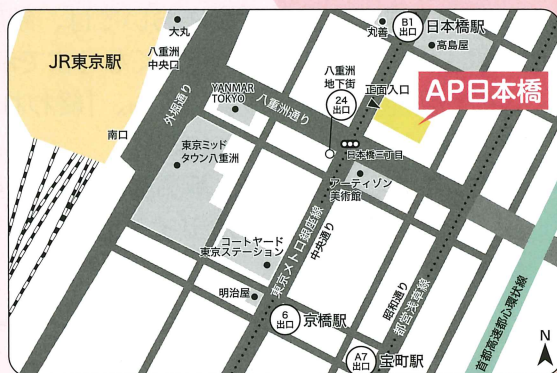 大丸
丸善
B1
出口
日本橋駅
高島屋
JR東京駅
八重洲
中央口
外堀通り
YANMAR
TOKYO
八重洲通り
八重洲
地下街
24
出口
正面入口
AP日本橋
南口
東京ミッド
タウン八重洲
日本橋三丁目
アーティゾン
美術館
コートヤード
東京ステーション
東京メトロ銀座線
中央通り
明治屋
6
出口
京橋駅
昭和通り
都営浅草線
A7
出口
宝町駅
首都高速都心環状線
N